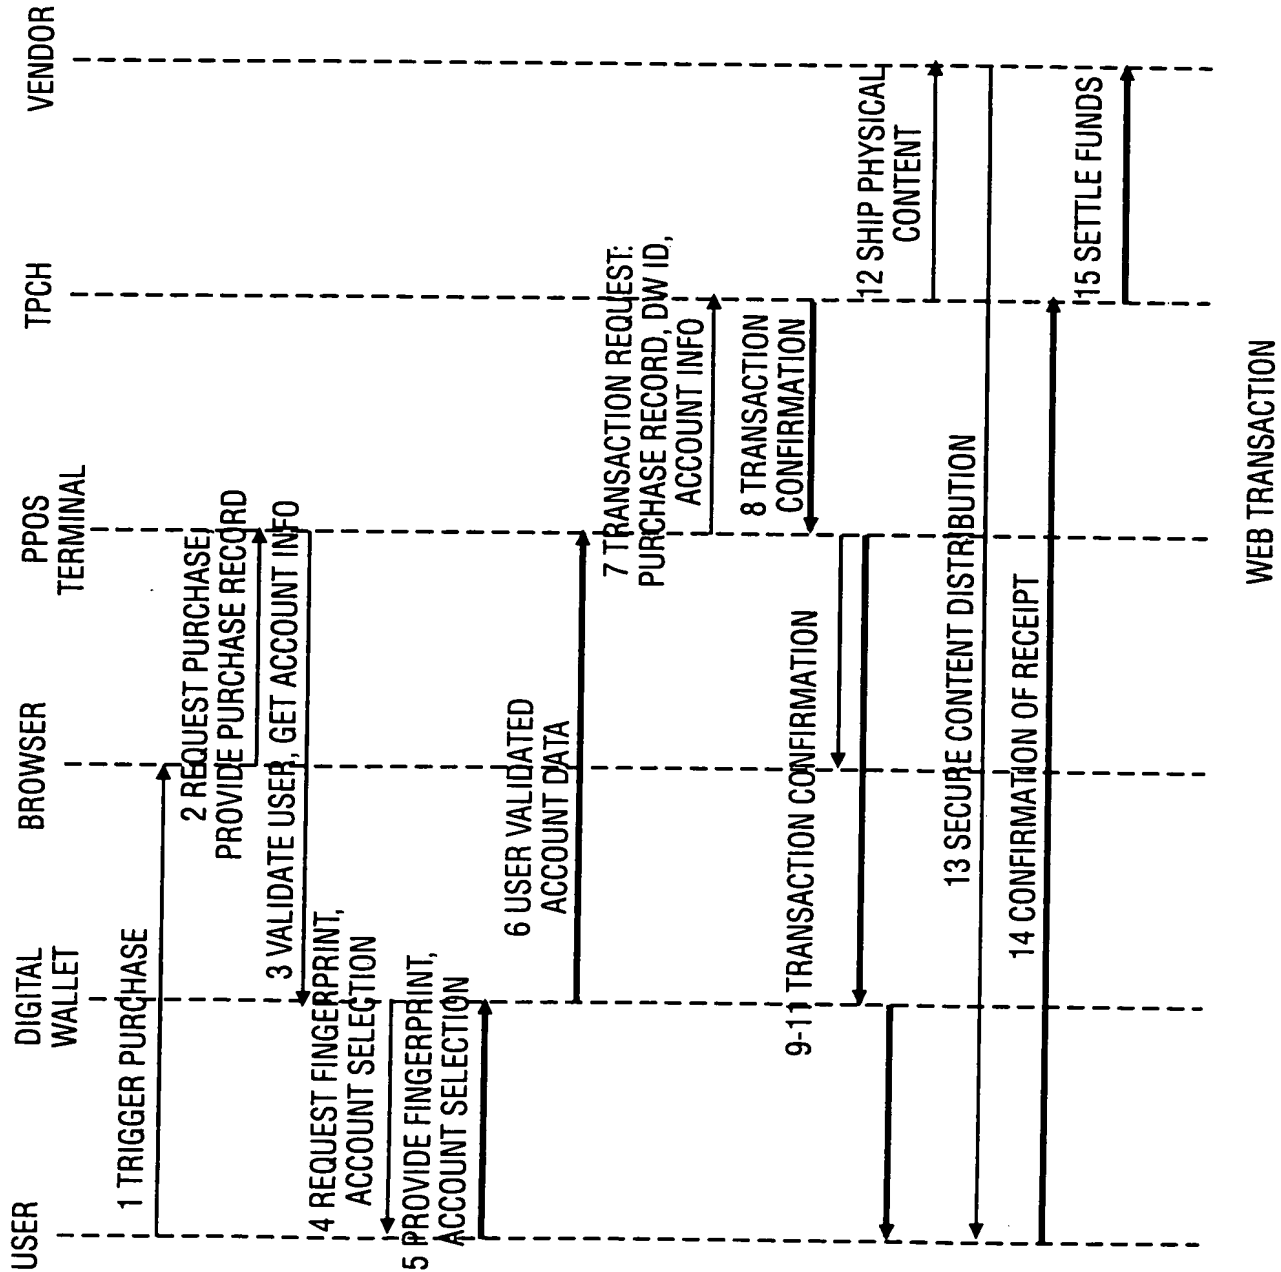 USER
DIGITAL
WALLET
BROWSER
PPOS
TERMINAL
TPCH
VENDOR
1 TRIGGER PURCHASE
2 REQUEST PURCHASE,
PROVIDE PURCHASE RECORD
3 VALIDATE USER, GET ACCOUNT INFO
4 REQUEST FINGERPRINT,
ACCOUNT SELECTION
5 PROVIDE FINGERPRINT,
ACCOUNT SELECTION
6 USER VALIDATED
ACCOUNT DATA
7 TRANSACTION REQUEST:
PURCHASE RECORD, DW ID,
ACCOUNT INFO
8 TRANSACTION
CONFIRMATION
9-11 TRANSACTION CONFIRMATION
12 SHIP PHYSICAL
CONTENT
13 SECURE CONTENT DISTRIBUTION
14 CONFIRMATION OF RECEIPT
15 SETTLE FUNDS
WEB TRANSACTION